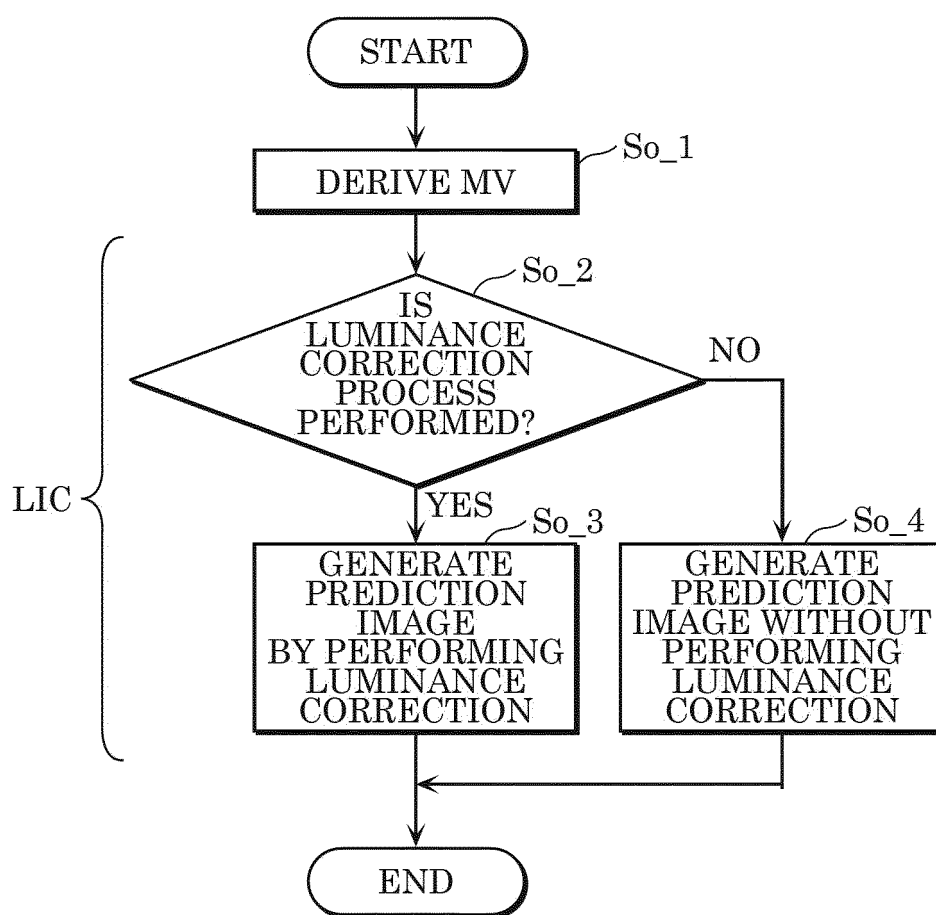 START
So_1
DERIVE MV
So_2
IS
LUMINANCE
CORRECTION
PROCESS
PERFORMED?
NO
LIC
YES
So_3
GENERATE
PREDICTION
IMAGE
BY PERFORMING
LUMINANCE
CORRECTION
So_4
GENERATE
PREDICTION
IMAGE WITHOUT
PERFORMING
LUMINANCE
CORRECTION
END